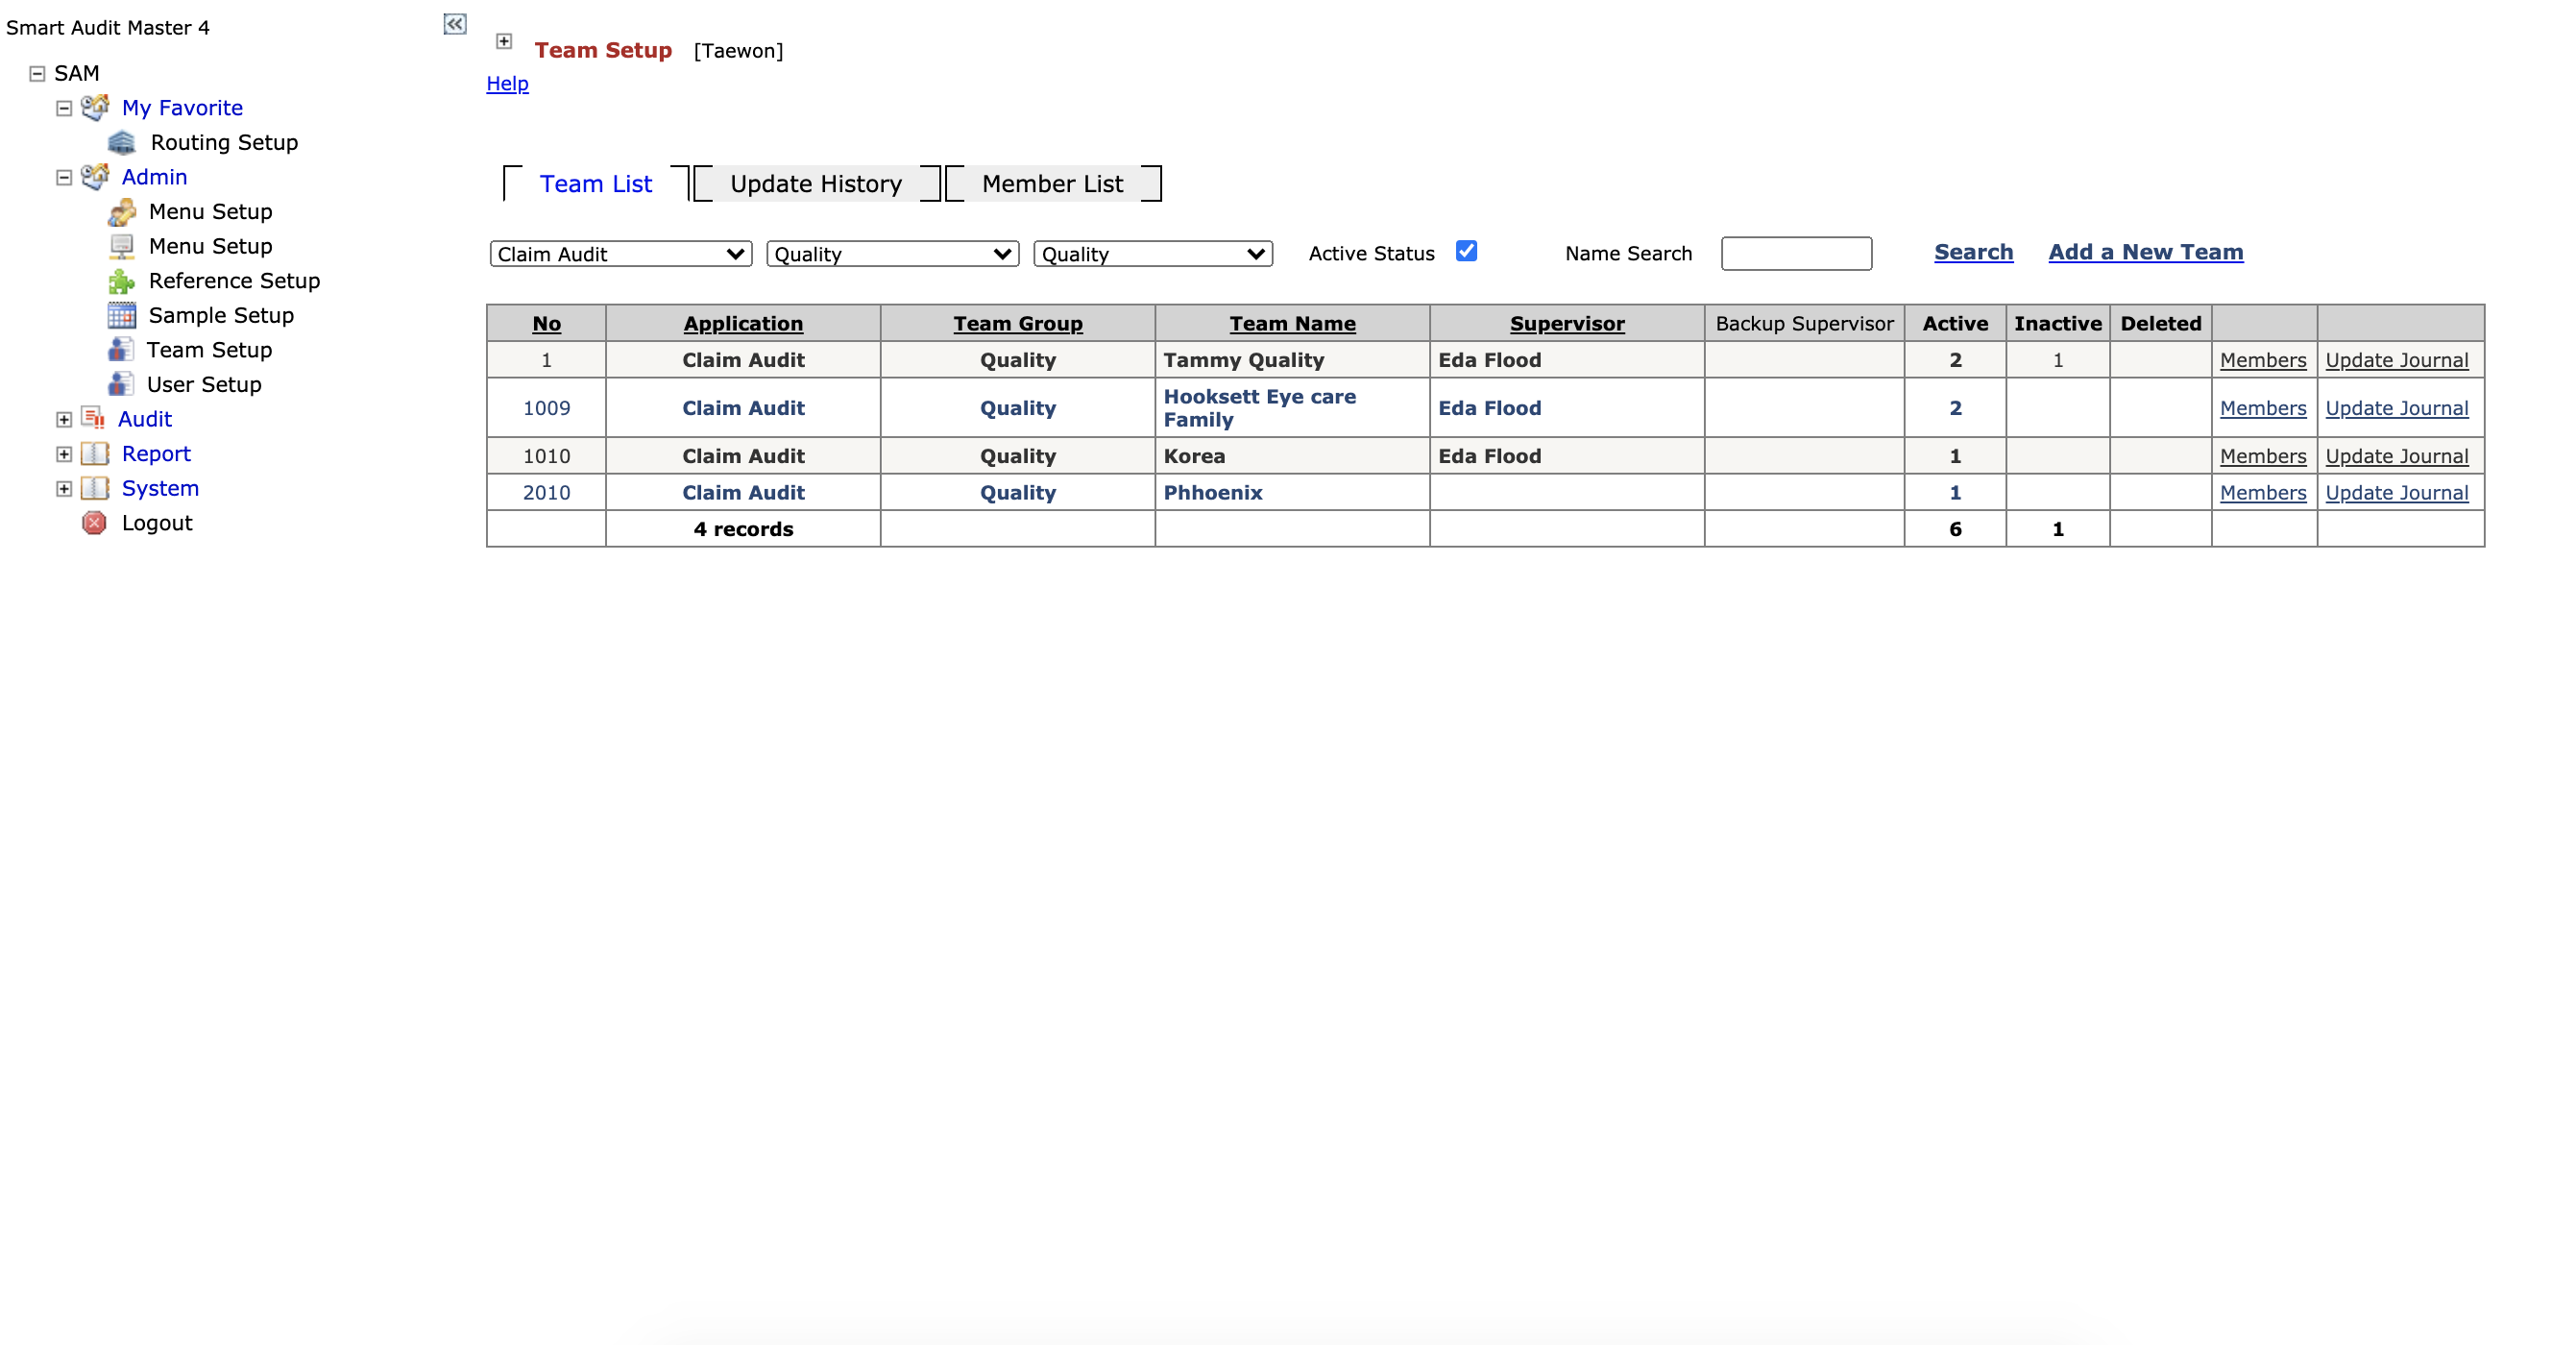 Smart Audit Master 4
SAM
My Favorite
Routing Setup
Admin
Menu Setup
Menu Setup
Reference Setup
Sample Setup
Team Setup
User Setup
Audit
Report
System
Logout
Team Setup [Taewon]
Help
Team List Update History Member List
Claim Audit Quality Quality Active Status Name Search Search Add a New Team
No Application Team Group Team Name Supervisor Backup Supervisor Active Inactive Deleted
1 Claim Audit Quality Tammy Quality Eda Flood 2 1 Members Update Journal
1009 Claim Audit Quality Hooksett Eye care Family Eda Flood 2 Members Update Journal
1010 Claim Audit Quality Korea Eda Flood 1 Members Update Journal
2010 Claim Audit Quality Phhoenix 1 Members Update Journal
4 records 6 1